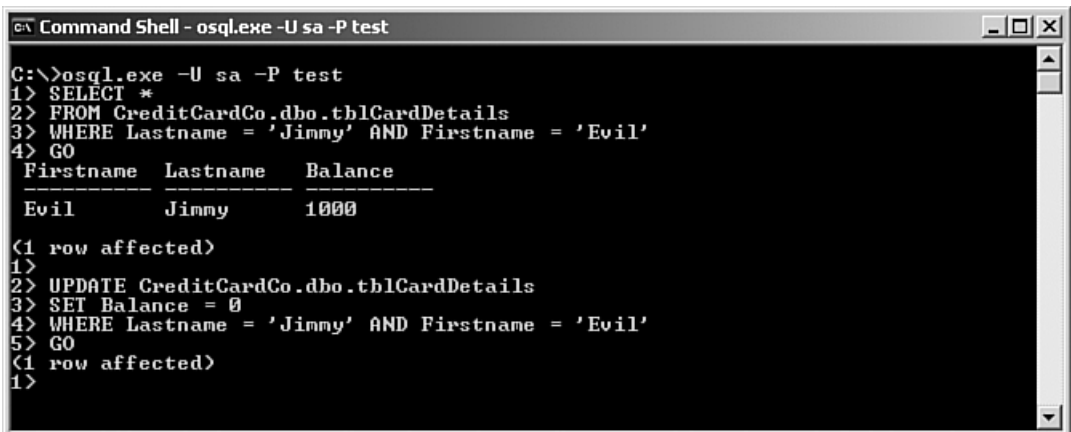 Command Shell - osql.exe -U sa -P test
C:\>osql.exe -U sa -P test
1> SELECT *
2> FROM CreditCardCo.dbo.tblCardDetails
3> WHERE Lastname = 'Jimmy' AND Firstname = 'Evil'
4> GO
Firstname  Lastname   Balance
---------- ---------- ----------
Evil       Jimmy      1000
(1 row affected)
1>
2> UPDATE CreditCardCo.dbo.tblCardDetails
3> SET Balance = 0
4> WHERE Lastname = 'Jimmy' AND Firstname = 'Evil'
5> GO
(1 row affected)
1>